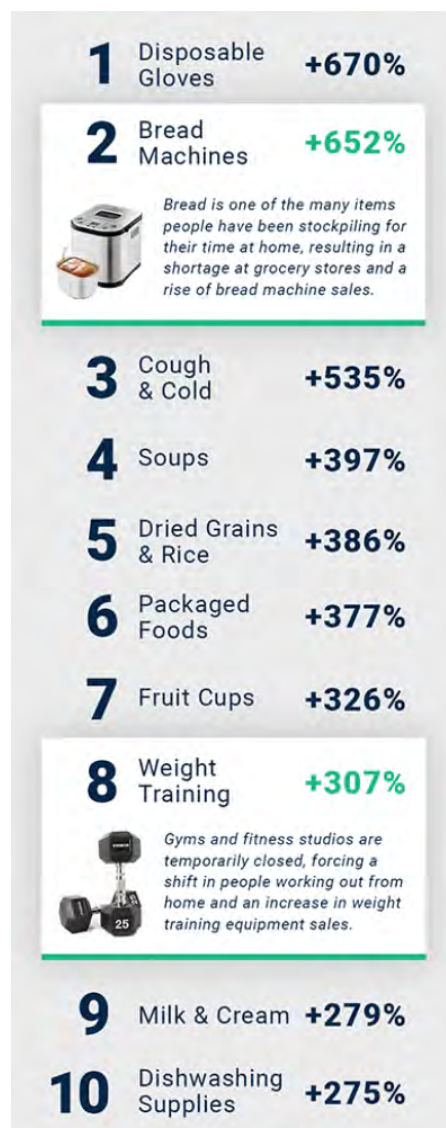 1 Disposable Gloves +670%
2 Bread Machines +652%
Bread is one of the many items
people have been stockpiling for
their time at home, resulting in a
shortage at grocery stores and a
rise of bread machine sales.
3 Cough & Cold +535%
4 Soups +397%
5 Dried Grains & Rice +386%
6 Packaged Foods +377%
7 Fruit Cups +326%
8 Weight Training +307%
Gyms and fitness studios are
temporarily closed, forcing a
shift in people working out from
home and an increase in weight
training equipment sales.
25
9 Milk & Cream +279%
10 Dishwashing Supplies +275%